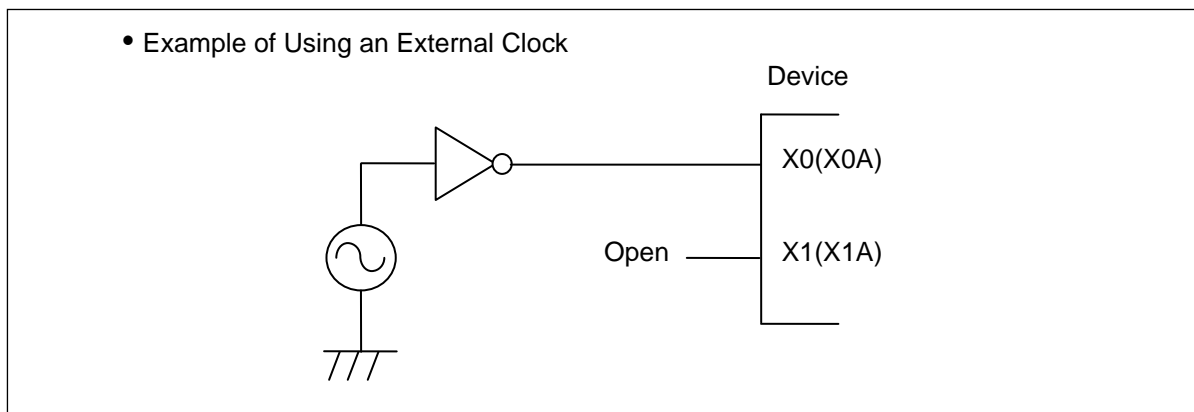 • Example of Using an External Clock
Device
X0(X0A)
Open
X1(X1A)